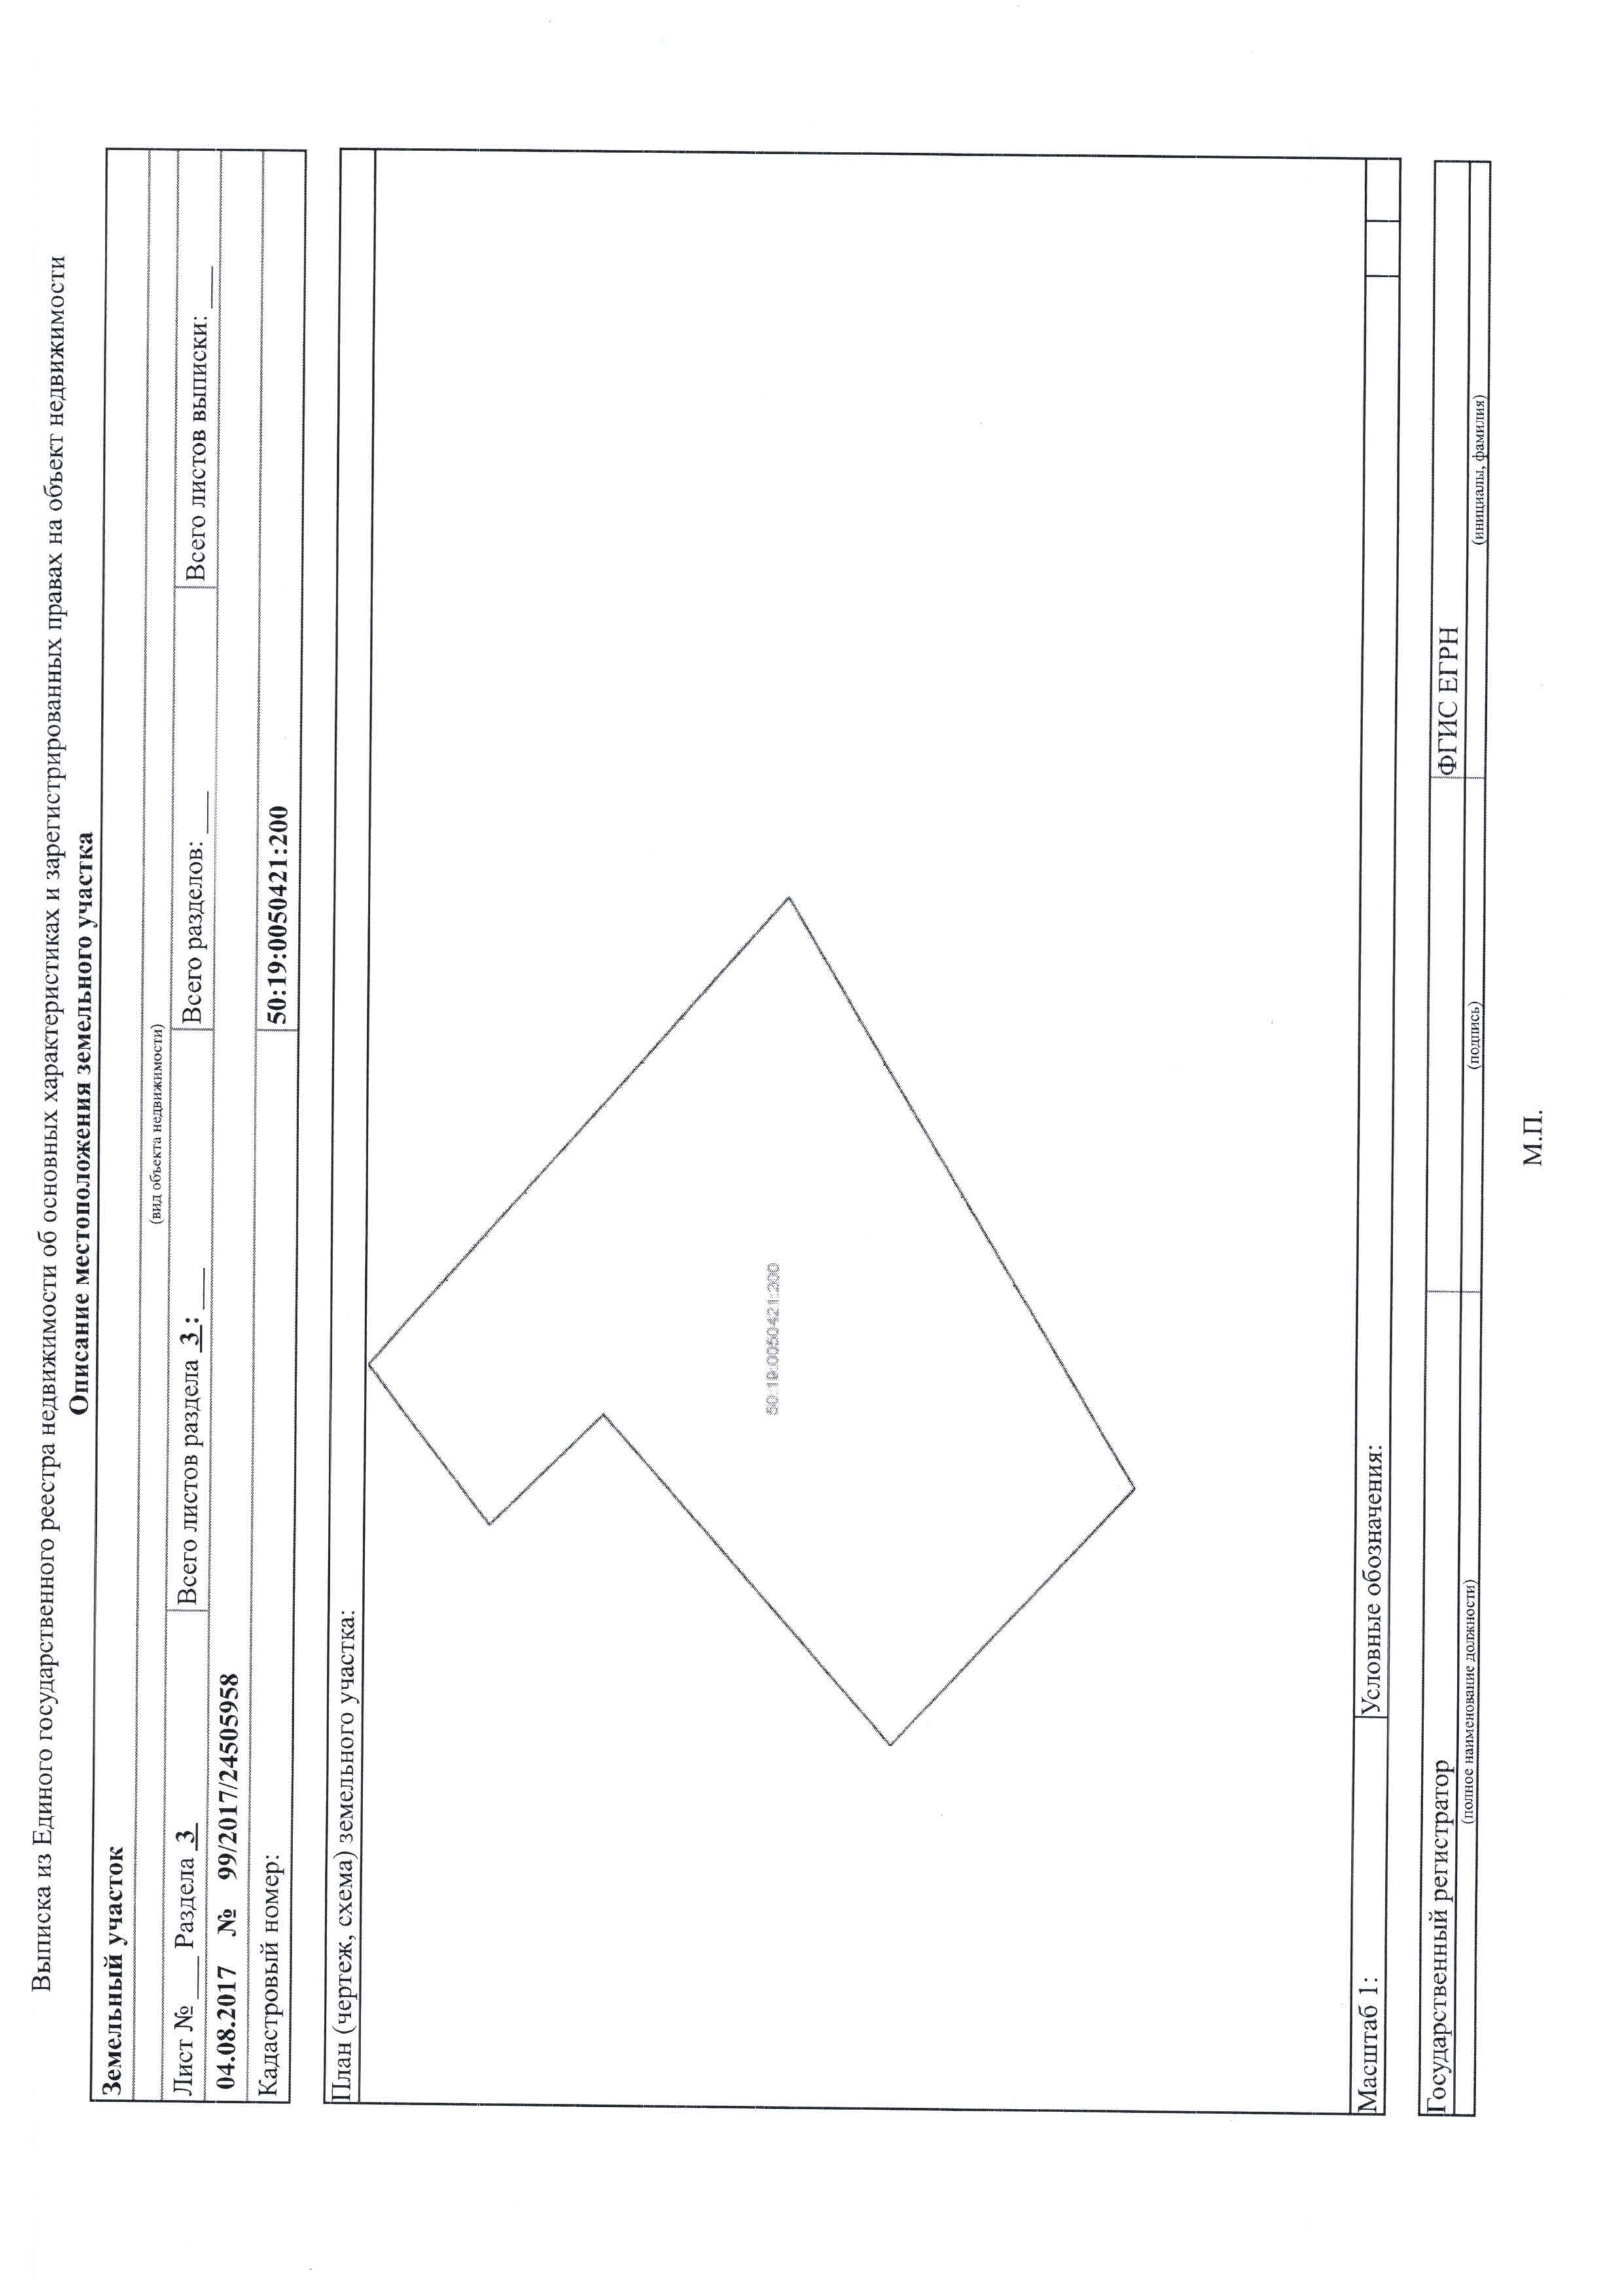 Выписка из Единого государственного реестра недвижимости об основных характеристиках и зарегистрированных правах на объект недвижимости
Описание местоположения земельного участка
Земельный участок
(вид объекта недвижимости)
Лист № ___ Раздела 3 Всего листов раздела 3 : ___ Всего разделов: ___ Всего листов выписки: ___
04.08.2017 № 99/2017/24505958
Кадастровый номер: 50:19:0050421:200
План (чертеж, схема) земельного участка:
50:19:0050421:200
Масштаб 1: Условные обозначения:
Государственный регистратор ФГИС ЕГРН
(полное наименование должности) (подпись) (инициалы, фамилия)
М.П.